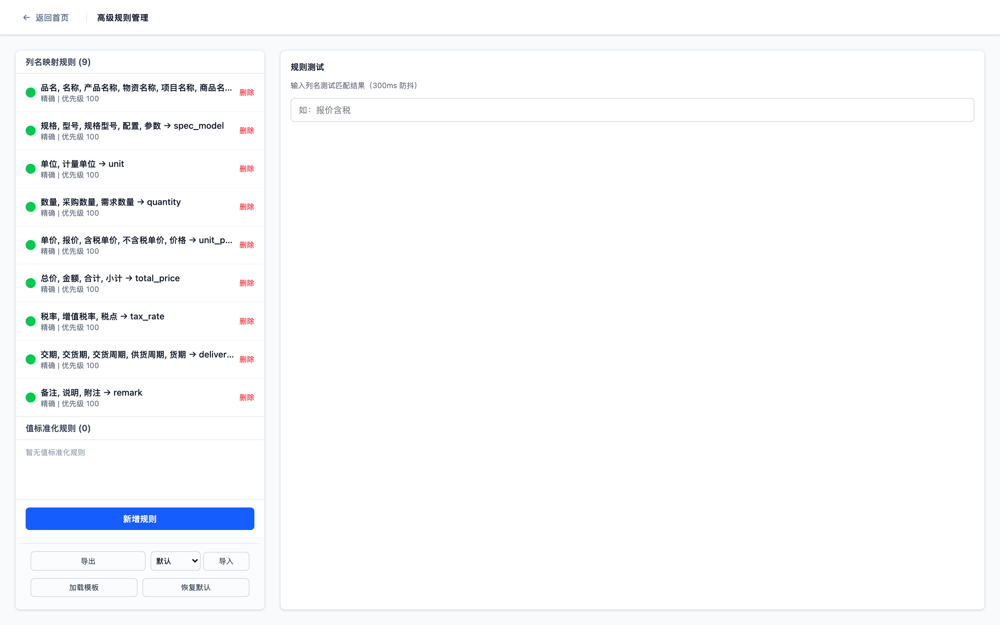 ← 返回首页
高级规则管理
列名映射规则 (9)
品名, 名称, 产品名称, 物资名称, 项目名称, 商品名...
精确 | 优先级 100
删除
规格, 型号, 规格型号, 配置, 参数 → spec_model
精确 | 优先级 100
删除
单位, 计量单位 → unit
精确 | 优先级 100
删除
数量, 采购数量, 需求数量 → quantity
精确 | 优先级 100
删除
单价, 报价, 含税单价, 不含税单价, 价格 → unit_p...
精确 | 优先级 100
删除
总价, 金额, 合计, 小计 → total_price
精确 | 优先级 100
删除
税率, 增值税率, 税点 → tax_rate
精确 | 优先级 100
删除
交期, 交货期, 交货周期, 供货周期, 货期 → deliver...
精确 | 优先级 100
删除
备注, 说明, 附注 → remark
精确 | 优先级 100
删除
值标准化规则 (0)
暂无值标准化规则
新增规则
导出
默认
导入
加载模板
恢复默认
规则测试
输入列名测试匹配结果（300ms 防抖）
如：报价含税